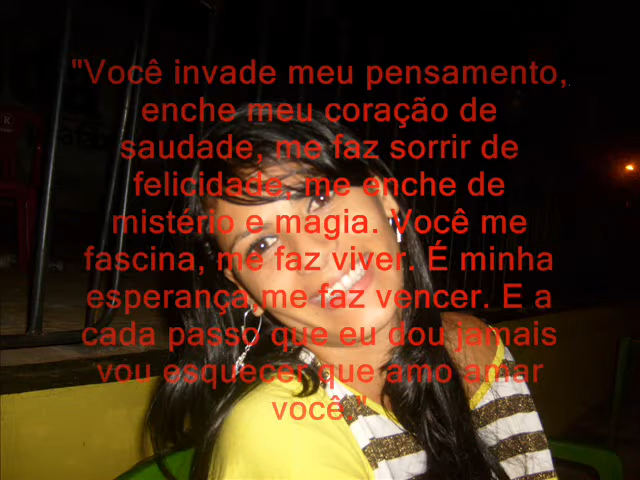 "Você invade meu pensamento,
enche meu coração de
saudade, me faz sorrir de
felicidade, me enche de
mistério e magia. Você me
fascina, me faz viver. É minha
esperança,me faz vencer. E a
cada passo que eu dou jamais
vou esquecer que amo amar
você."